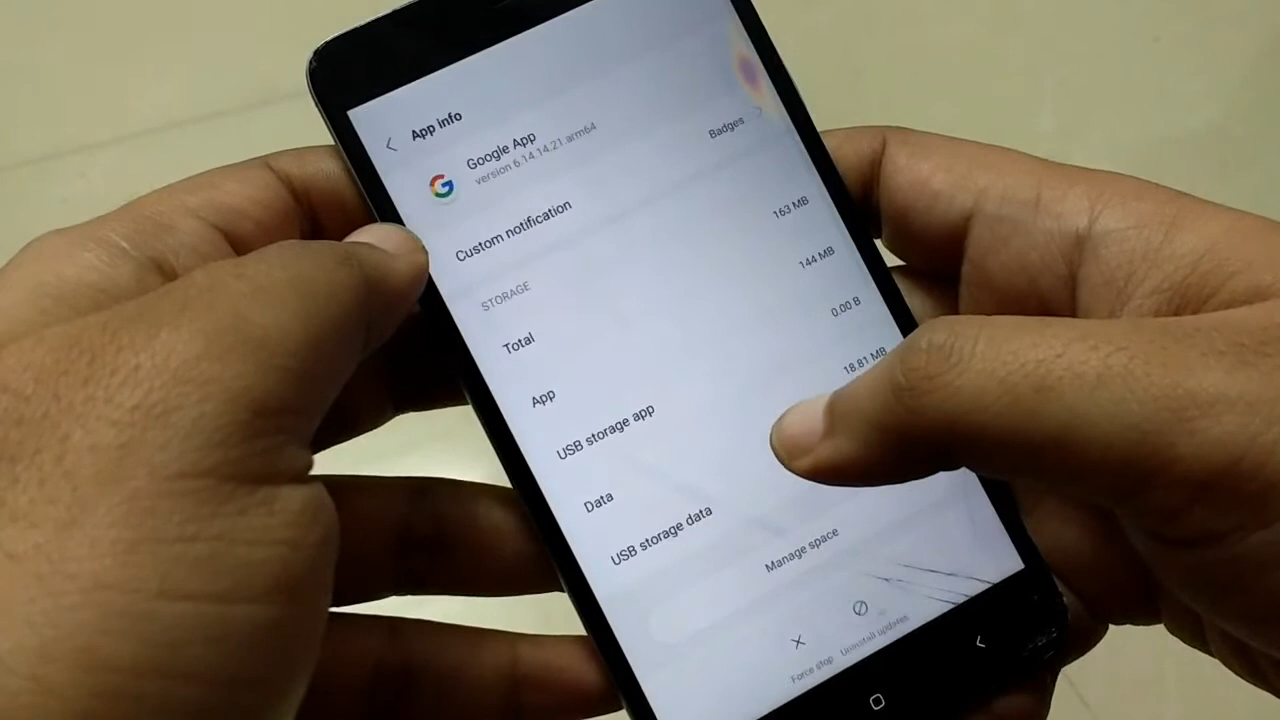 App info
Google App
version 6.14.14.21.arm64
Custom notification
Badges
STORAGE
Total
163 MB
App
144 MB
USB storage app
0.00 B
Data
18.81 MB
USB storage data
Manage space
Force stop
Uninstall updates